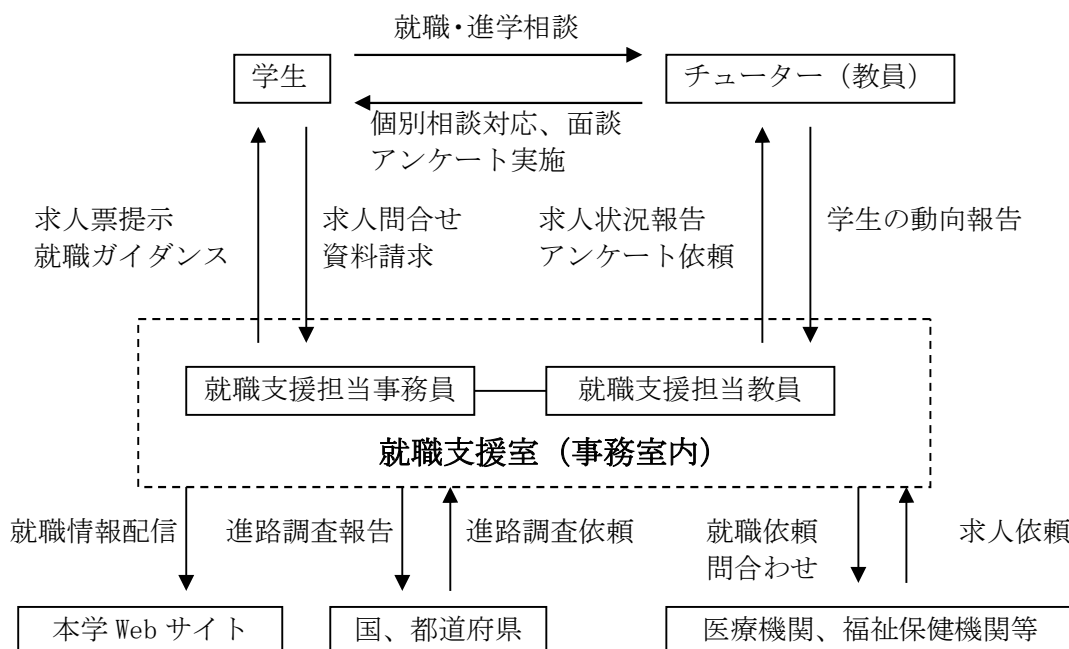 就職・進学相談
学生
チューター（教員）
個別相談対応、面談
アンケート実施
求人票提示
就職ガイダンス
求人問合せ
資料請求
求人状況報告
アンケート依頼
学生の動向報告
就職支援担当事務員
就職支援担当教員
就職支援室（事務室内）
就職情報配信
進路調査報告
進路調査依頼
就職依頼
問合わせ
求人依頼
本学 Web サイト
国、都道府県
医療機関、福祉保健機関等